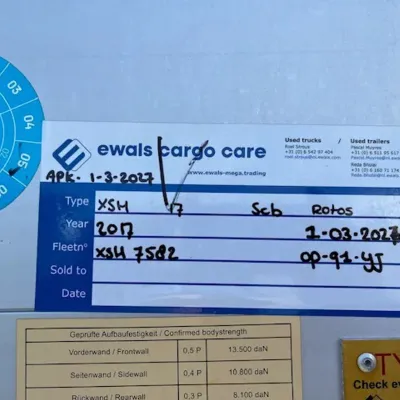 03
04
05
ewals cargo care
www.ewals-mega.trading
Used trucks / Used trailers
APK. 1-3-2027
Type XSH 17 Scb Rotos
Year 2017 1-03-2027
Fleetn° XSH 7582 OP-91-YJ
Sold to
Date
Geprüfte Aufbaufestigkeit / Confirmed bodystrength
Vorderwand / Frontwall 0,5 P 13.500 daN
Seitenwand / Sidewall 0,4 P 10.800 daN
Rückwand / Rearwall 0,3 P 8.100 daN
TY
Check ev